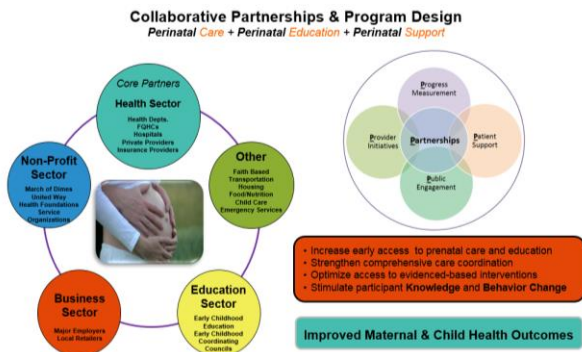 Collaborative Partnerships & Program Design
Perinatal Care + Perinatal Education + Perinatal Support
Core Partners
Health Sector
Health Depts.
FQHCs
Hospitals
Private Providers
Insurance Providers
Non-Profit
Sector
March of Dimes
United Way
Health Foundations
Service
Organizations
Other
Faith Based
Transportation
Housing
Food/Nutrition
Child Care
Emergency Services
Business
Sector
Major Employers
Local Retailers
Education
Sector
Early Childhood
Education
Early Childhood
Coordinating
Councils
Progress
Measurement
Provider
Initiatives
Partnerships
Patient
Support
Public
Engagement
• Increase early access to prenatal care and education
• Strengthen comprehensive care coordination
• Optimize access to evidenced-based interventions
• Stimulate participant Knowledge and Behavior Change
Improved Maternal & Child Health Outcomes